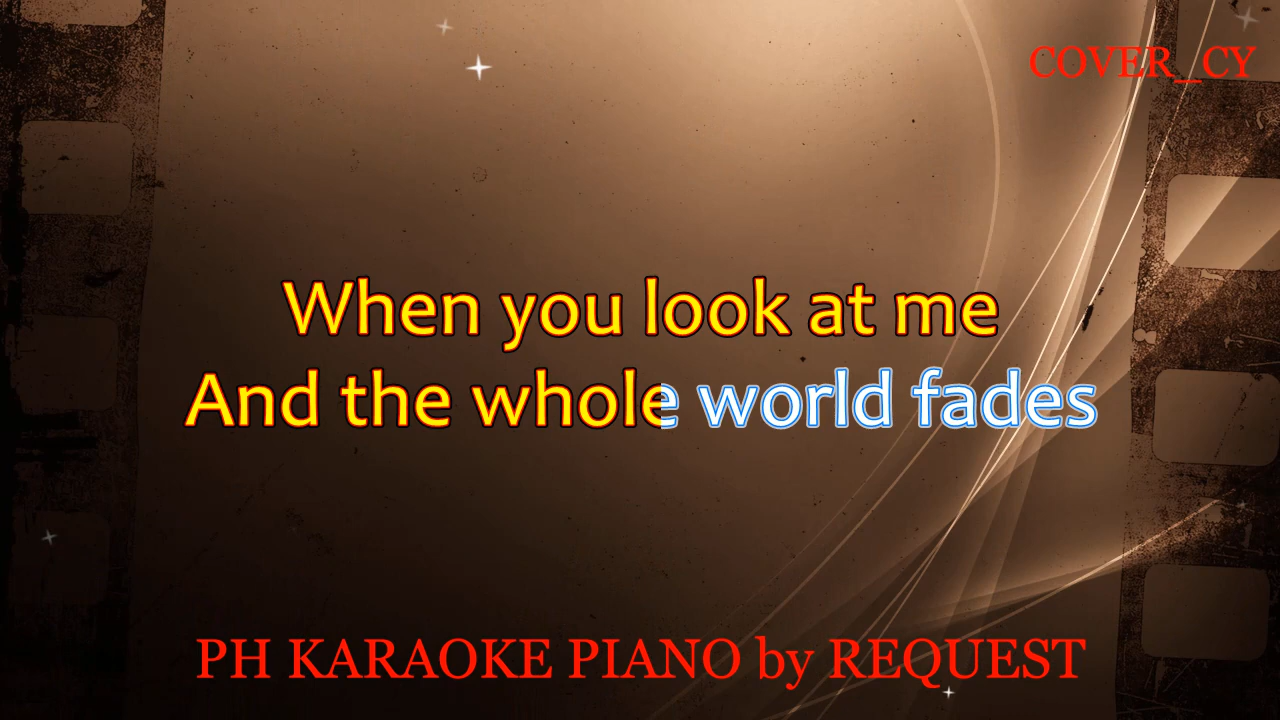 COVER_CY
When you look at me
And the whole world fades
PH KARAOKE PIANO by REQUEST